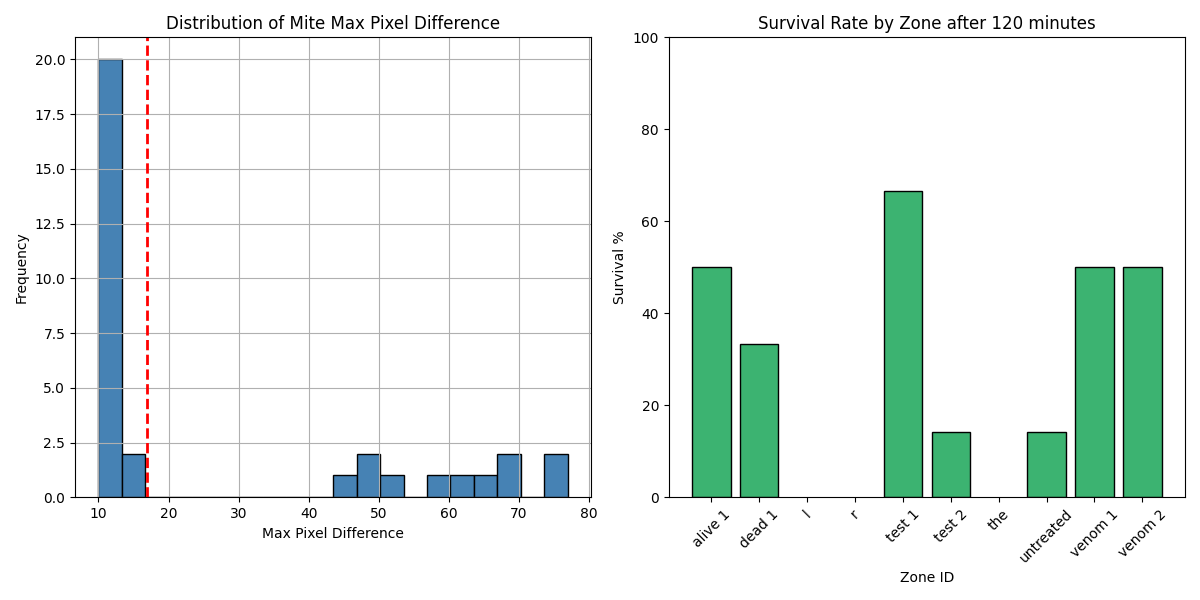 Distribution of Mite Max Pixel Difference
Frequency
20.0
17.5
15.0
12.5
10.0
7.5
5.0
2.5
0.0
10 20 30 40 50 60 70 80
Max Pixel Difference
Survival Rate by Zone after 120 minutes
Survival %
100
80
60
40
20
0
alive 1
dead 1
l
r
test 1
test 2
the
untreated
venom 1
venom 2
Zone ID